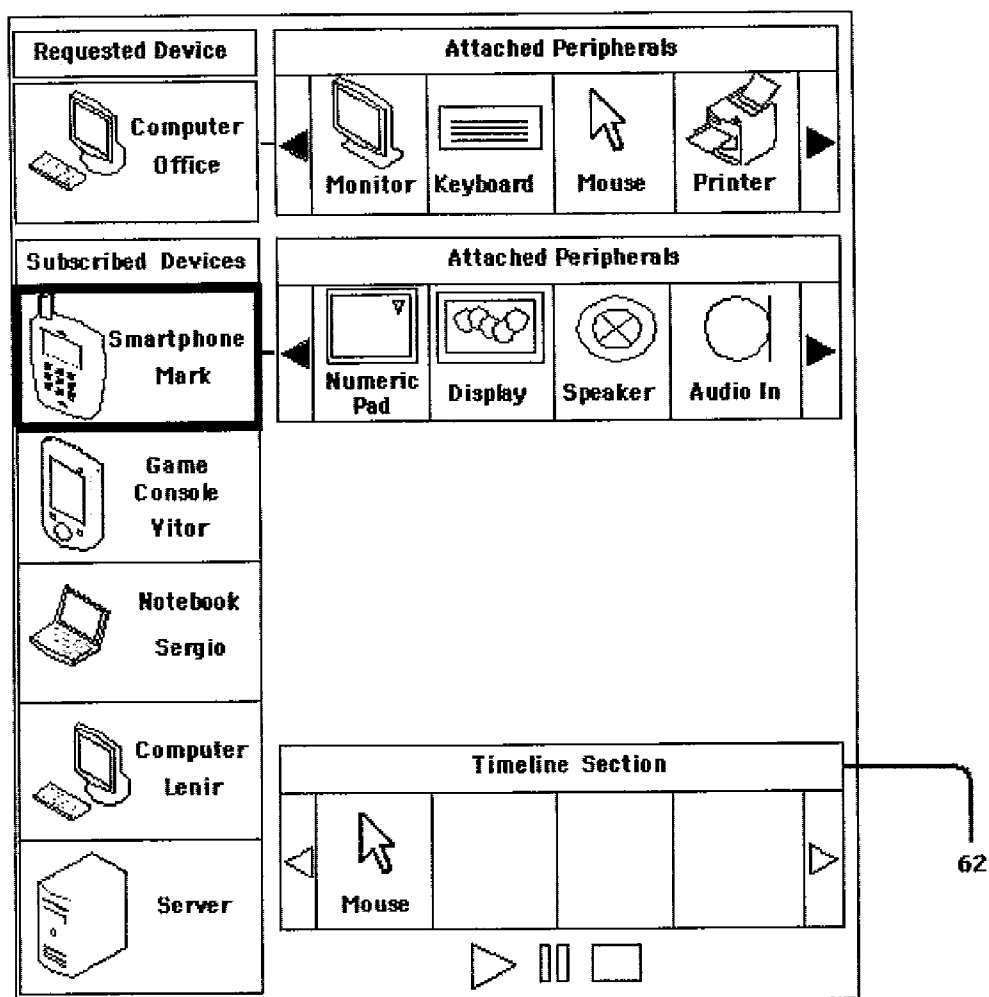 Requested Device
Attached Peripherals
Computer
Office
Monitor
Keyboard
Mouse
Printer
Subscribed Devices
Attached Peripherals
Smartphone
Mark
Numeric
Pad
Display
Speaker
Audio In
Game
Console
Vitor
Notebook
Sergio
Computer
Lenir
Timeline Section
62
Mouse
Server